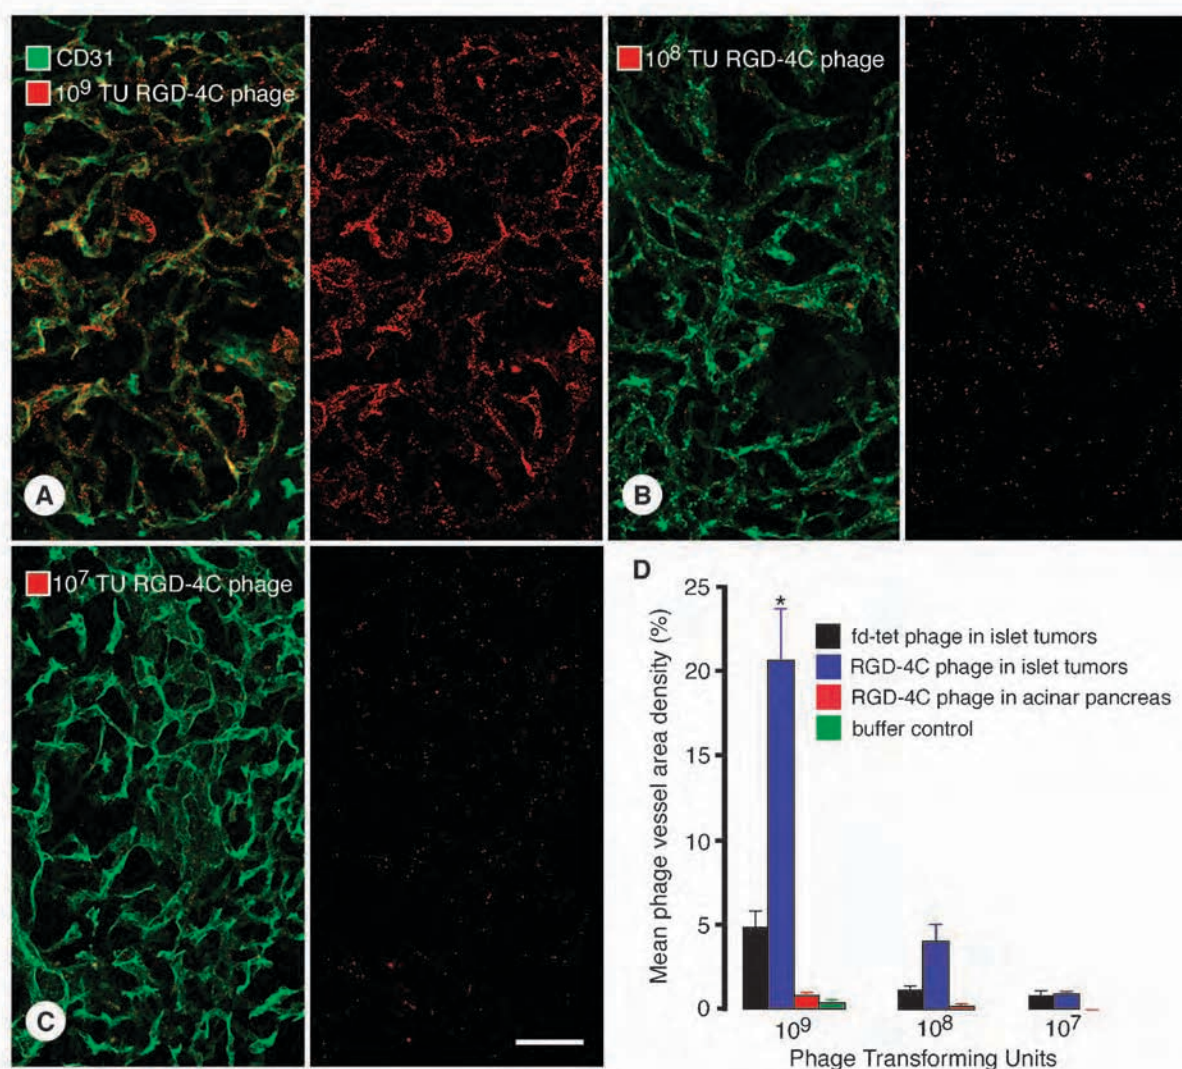 CD31
10⁹ TU RGD-4C phage
A
10⁸ TU RGD-4C phage
B
10⁷ TU RGD-4C phage
C
D
Mean phage vessel area density (%)
25
20
15
10
5
0
*
fd-tet phage in islet tumors
RGD-4C phage in islet tumors
RGD-4C phage in acinar pancreas
buffer control
10⁹ 10⁸ 10⁷
Phage Transforming Units